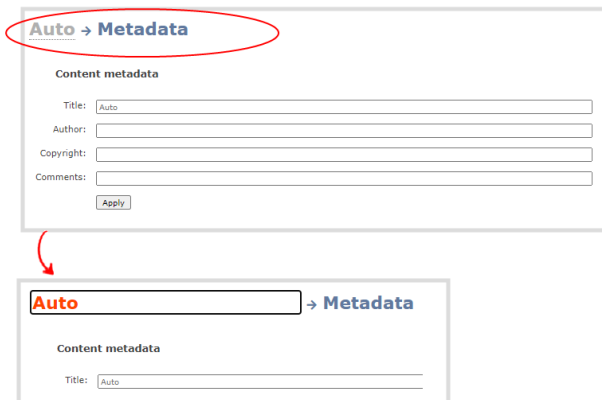 Auto → Metadata
Content metadata
Title: Auto
Author:
Copyright:
Comments:
Apply
Auto → Metadata
Content metadata
Title: Auto